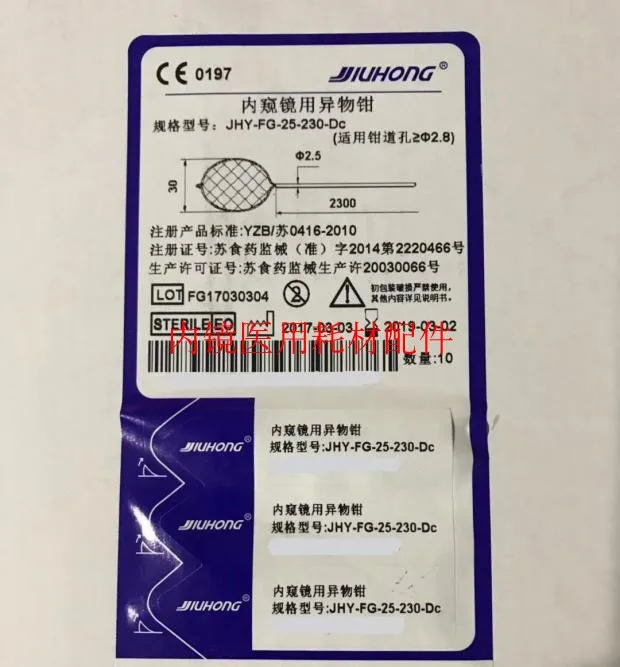 CE 0197
JIUHONG®
内窥镜用异物钳
规格型号: JHY-FG-25-230-Dc
(适用钳道孔≥Φ2.8)
Φ2.5
30
2300
注册产品标准:YZB/苏0416-2010
注册证号:苏食药监械（准）字2014第2220466号
生产许可证号:苏食药监械生产许20030066号
LOT FG17030304
2
初包装破损严禁使用,
其他内容详见说明书.
STERILE EO 2017-03-03 2019-03-02
内镜医用耗材配件
数量:10
JIUHONG®
内窥镜用异物钳
规格型号:JHY-FG-25-230-Dc
JIUHONG®
内窥镜用异物钳
规格型号:JHY-FG-25-230-Dc
JIUHONG®
内窥镜用异物钳
规格型号:JHY-FG-25-230-Dc